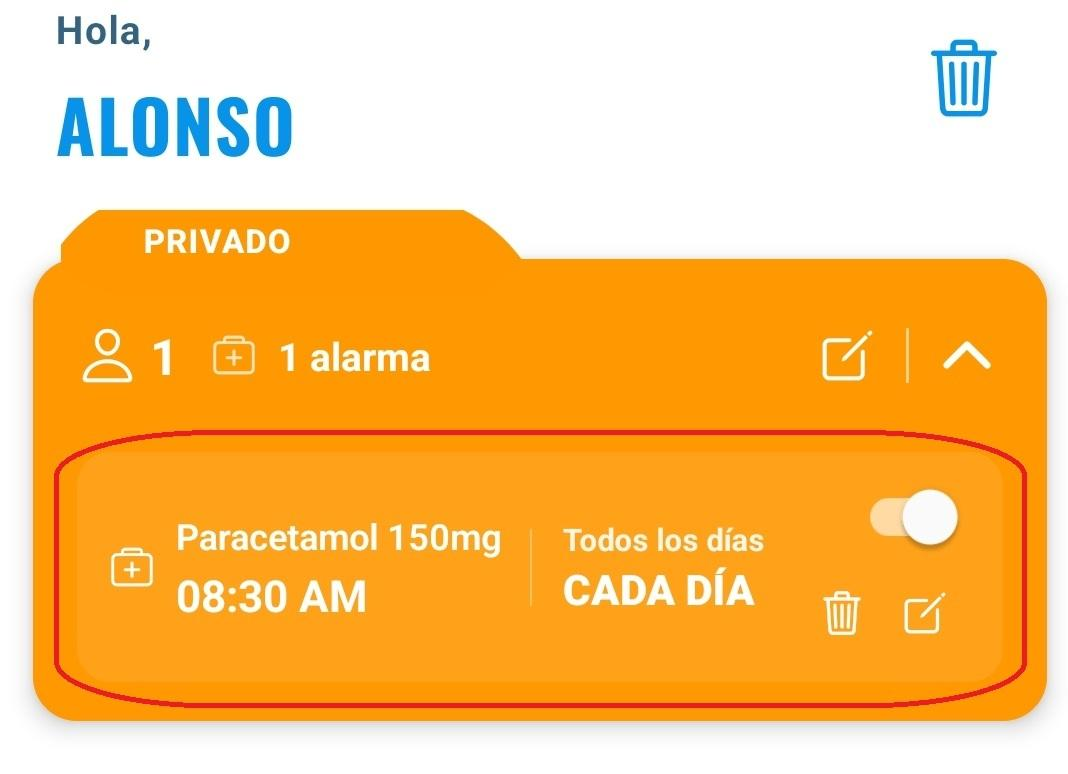 Hola,
ALONSO
PRIVADO
1 1 alarma
Paracetamol 150mg
08:30 AM
Todos los días
CADA DÍA